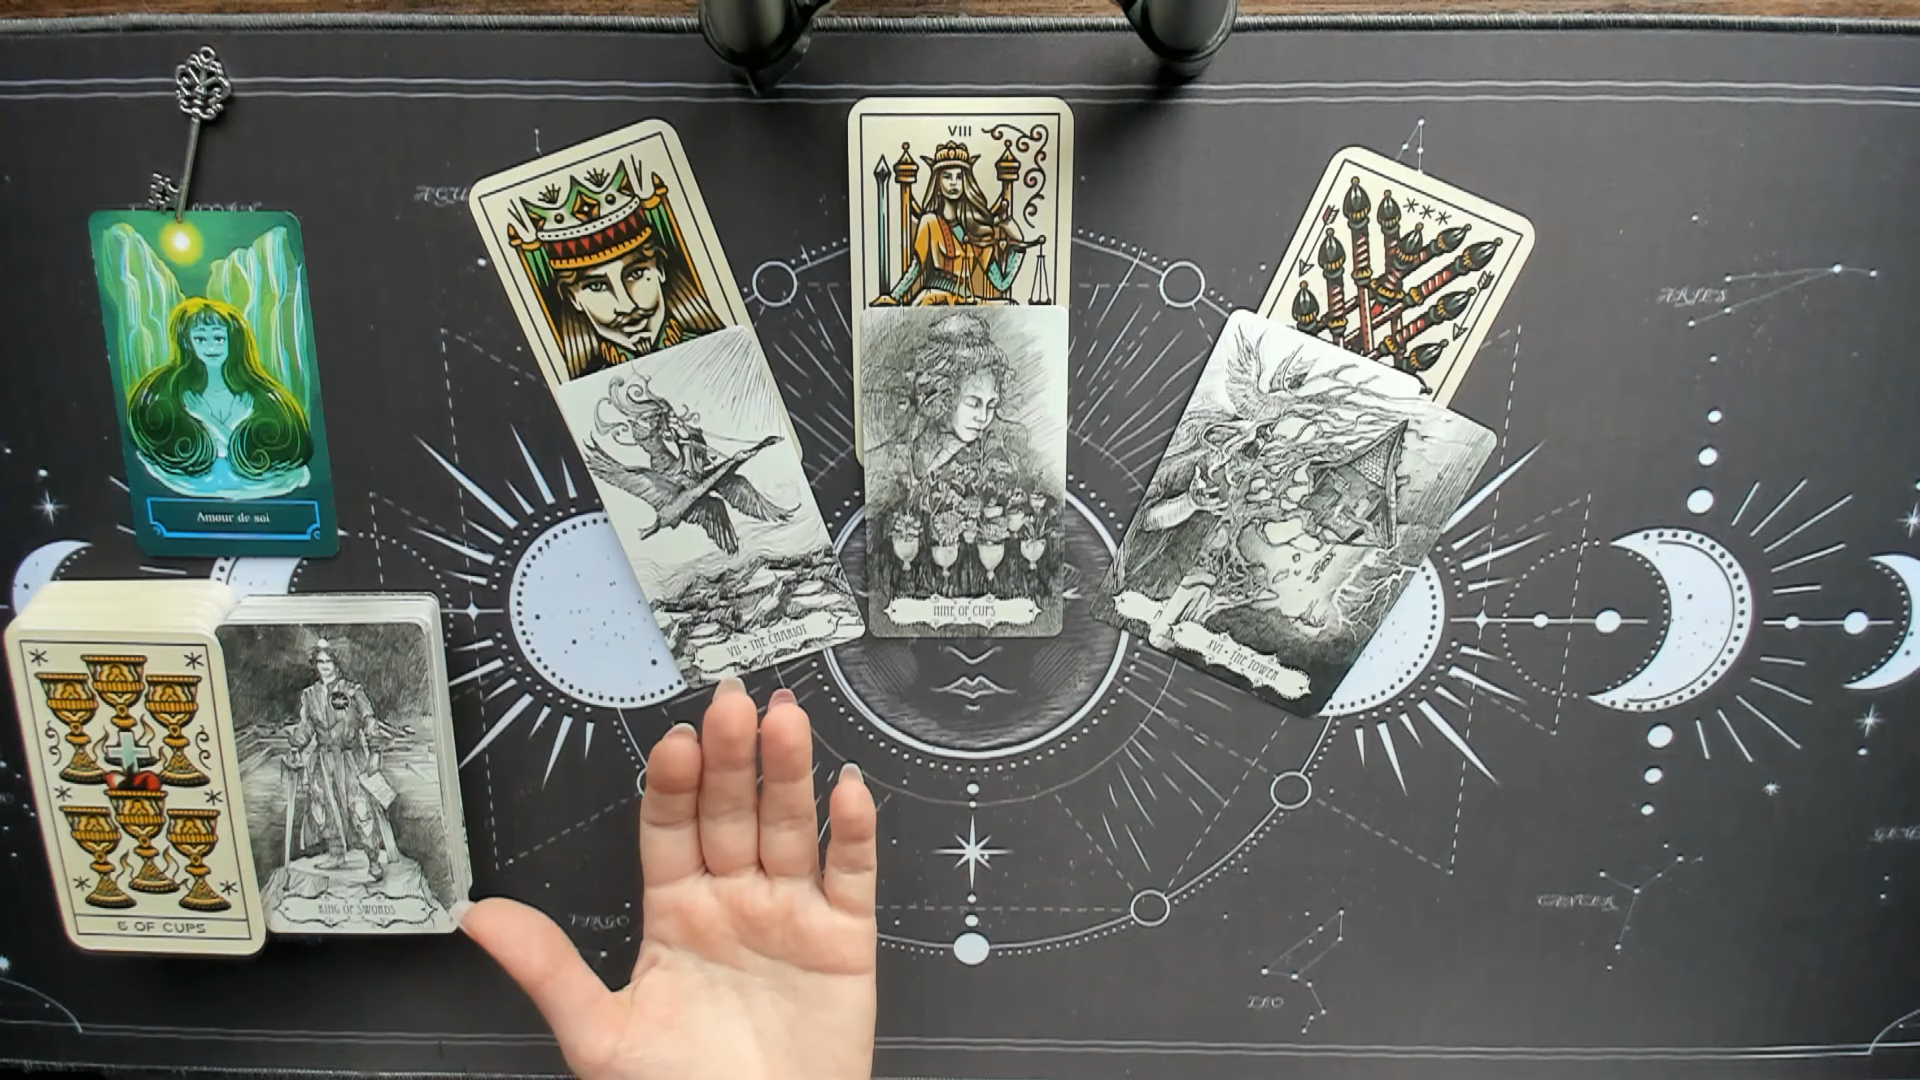 VIII
ARIES
Amour de soi
NINE OF CUPS
VII • THE CHARIOT
XVI • THE TOWER
KING OF SWORDS
6 OF CUPS
VIRGO
CANCER
LEO